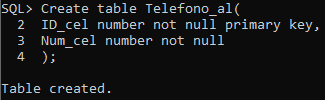 SQL> Create table Telefono_al(
2 ID_cel number not null primary key,
3 Num_cel number not null
4 );
Table created.